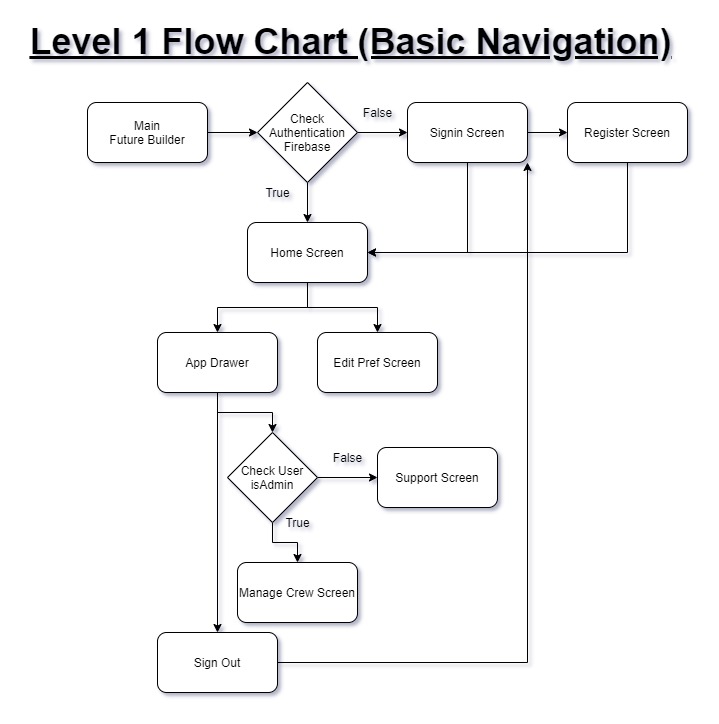 Level 1 Flow Chart (Basic Navigation)
Main
Future Builder
Check
Authentication
Firebase
False
Signin Screen
Register Screen
True
Home Screen
App Drawer
Edit Pref Screen
Check User
isAdmin
False
Support Screen
True
Manage Crew Screen
Sign Out